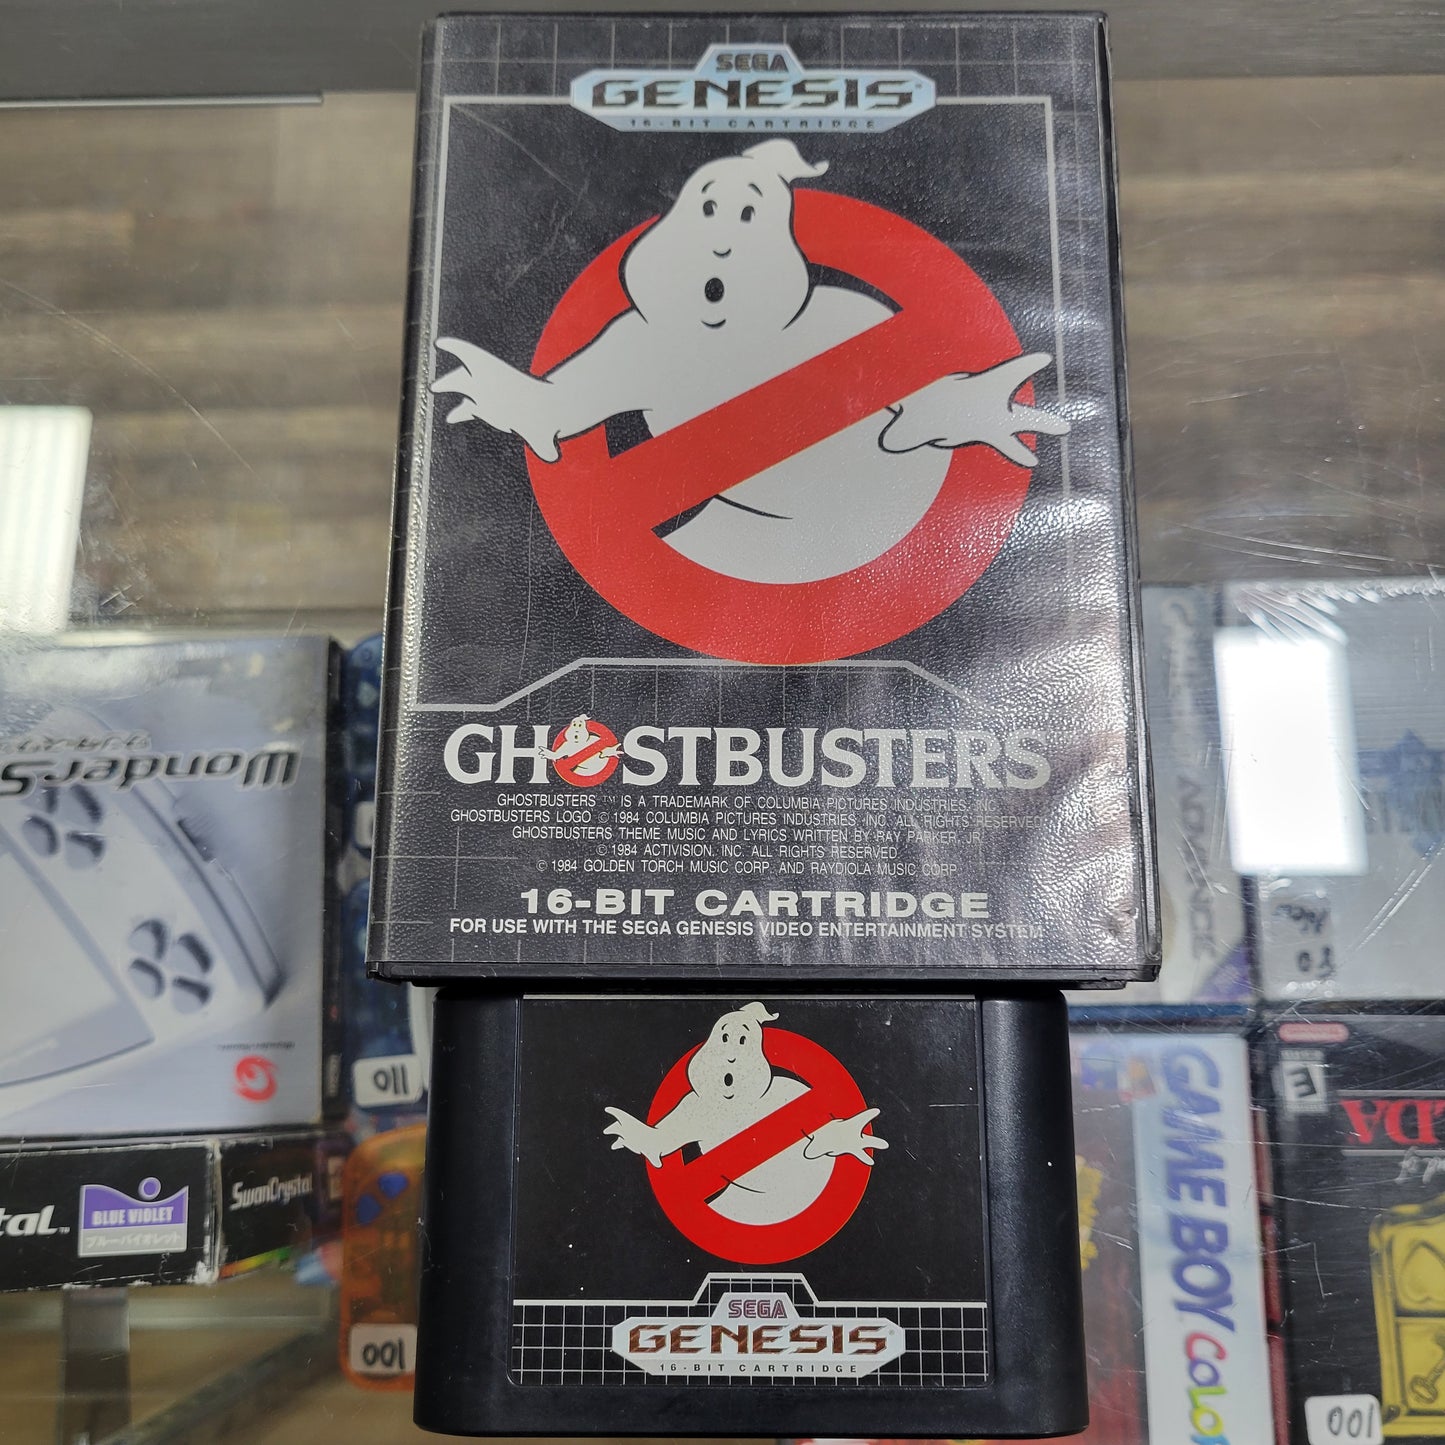 SEGA
GENESIS
16-BIT CARTRIDGE
GHOSTBUSTERS
GHOSTBUSTERS ™ IS A TRADEMARK OF COLUMBIA PICTURES INDUSTRIES, INC.
GHOSTBUSTERS LOGO © 1984 COLUMBIA PICTURES INDUSTRIES, INC. ALL RIGHTS RESERVED
GHOSTBUSTERS THEME MUSIC AND LYRICS WRITTEN BY RAY PARKER, JR.
© 1984 ACTIVISION, INC. ALL RIGHTS RESERVED
© 1984 GOLDEN TORCH MUSIC CORP. AND RAYDIOLA MUSIC CORP.
16-BIT CARTRIDGE
FOR USE WITH THE SEGA GENESIS VIDEO ENTERTAINMENT SYSTEM
SEGA
GENESIS
16-BIT CARTRIDGE
BLUE VIOLET
ブルーバイオレット
SwanCrystal
011
001
GAME BOY COLOR
ADVANCE
E
001